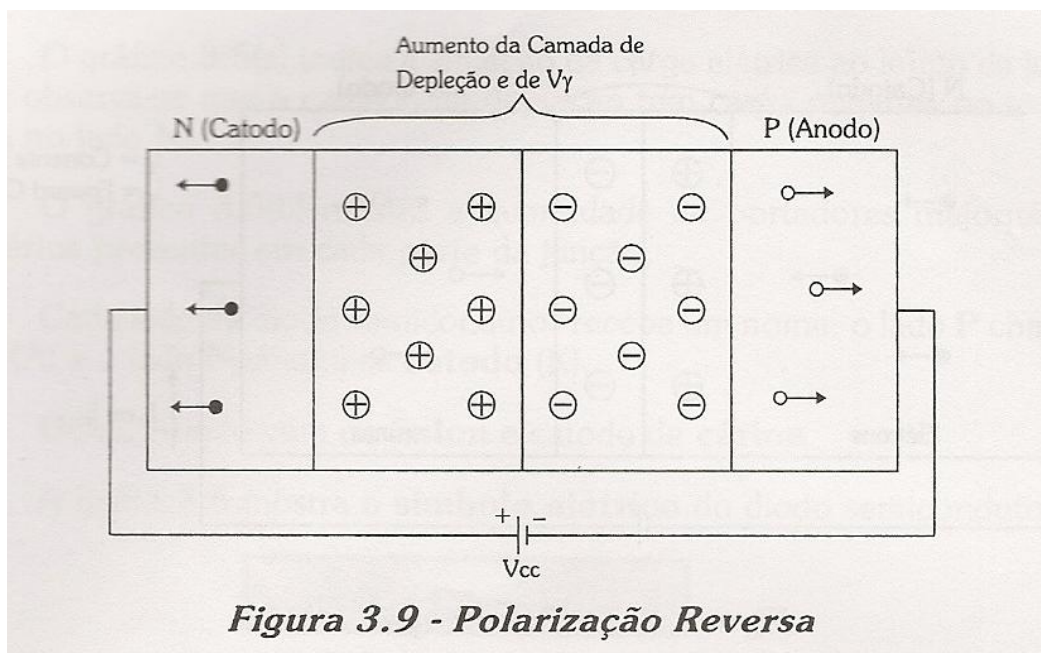 Aumento da Camada de
Depleção e de Vγ
N (Catodo)
P (Anodo)
+ −
Vcc
Figura 3.9 - Polarização Reversa